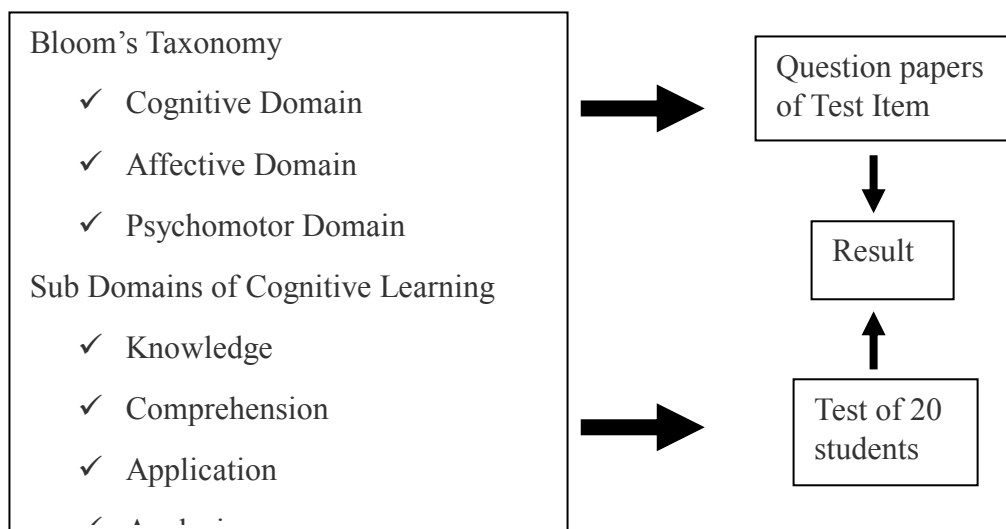 Bloom's Taxonomy
✓ Cognitive Domain
✓ Affective Domain
✓ Psychomotor Domain
Sub Domains of Cognitive Learning
✓ Knowledge
✓ Comprehension
✓ Application
Question papers
of Test Item
Result
Test of 20
students